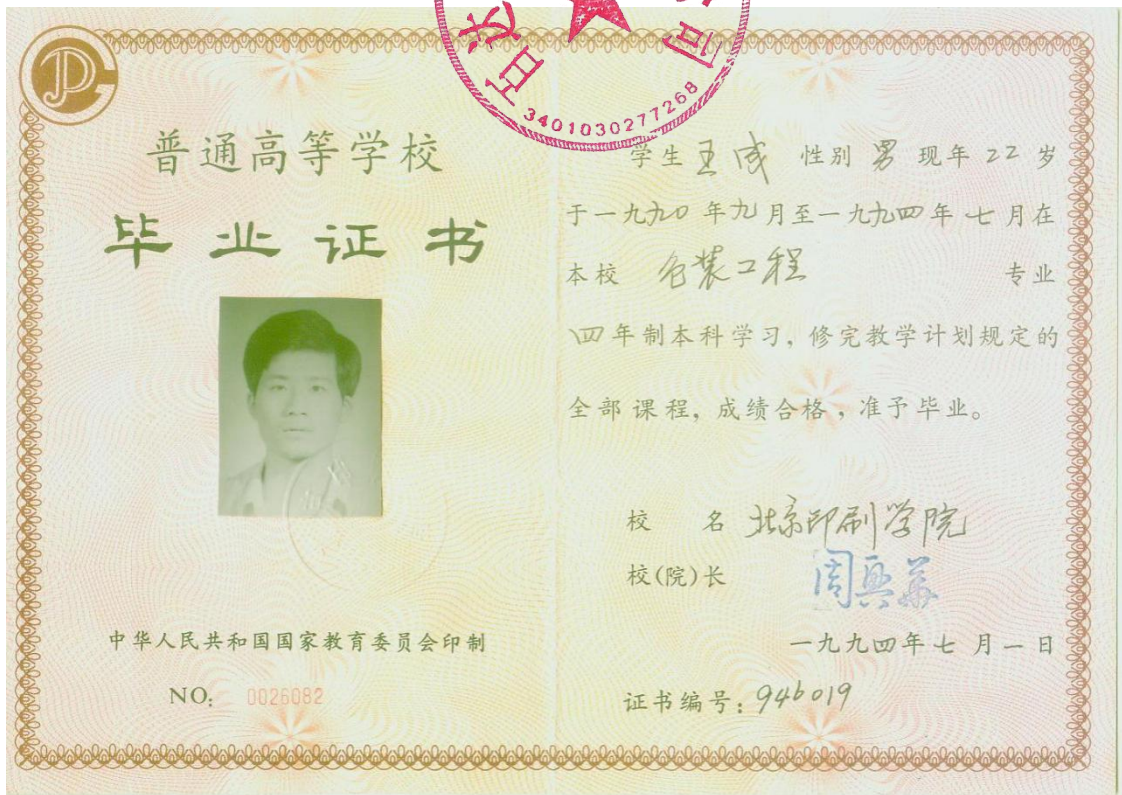 普通高等学校
毕业证书
中华人民共和国国家教育委员会印制
NO: 0026082
3401030277268
学生 王成 性别 男 现年 22 岁
于一九九0年九月至一九九四年七月在
本校 包装工程 专业
四年制本科学习, 修完教学计划规定的
全部课程, 成绩合格, 准予毕业。
校 名 北京印刷学院
校(院)长 周兴华
一九九四年七月一日
证书编号: 946019